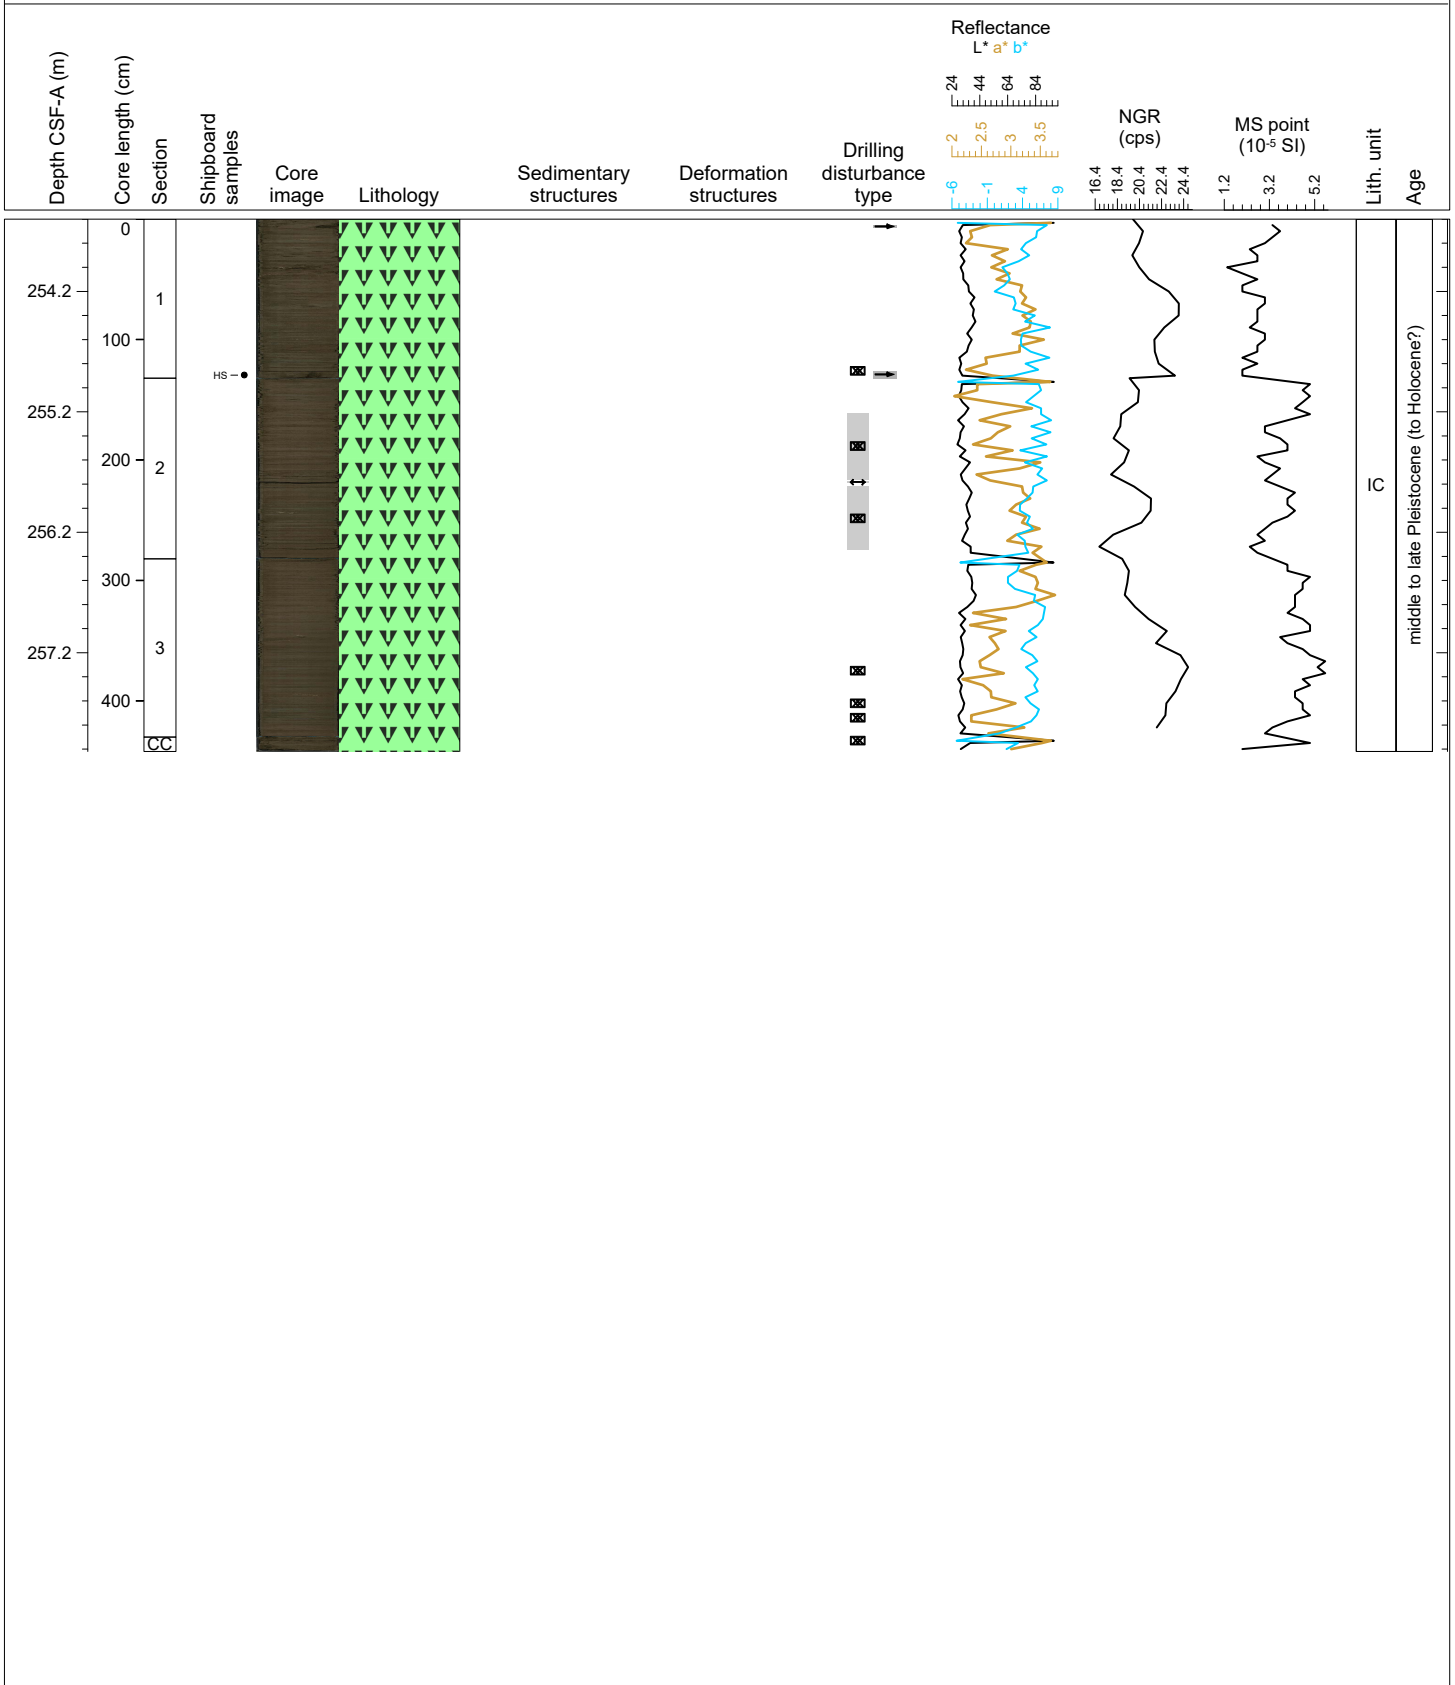 Depth CSF-A (m)
Core length (cm)
Section
Shipboard
samples
Core
image
Lithology
Sedimentary
structures
Deformation
structures
Drilling
disturbance
type
Reflectance
L* a* b*
24 44 64 84
2 2.5 3 3.5
-6 -1 4 9
NGR
(cps)
16.4 18.4 20.4 22.4 24.4
MS point
(10-5 SI)
1.2 3.2 5.2
Lith. unit
Age
0
254.2
1
100
HS
255.2
200
2
256.2
300
257.2
3
400
CC
IC
middle to late Pleistocene (to Holocene?)